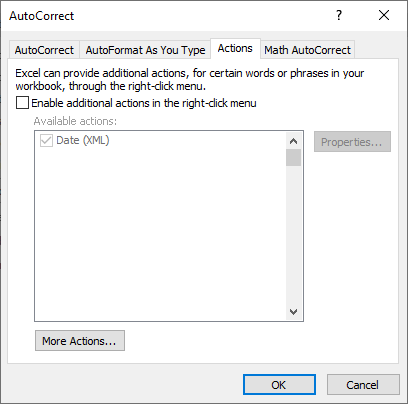 AutoCorrect
?
AutoCorrect AutoFormat As You Type Actions Math AutoCorrect
Excel can provide additional actions, for certain words or phrases in your
workbook, through the right-click menu.
Enable additional actions in the right-click menu
Available actions:
Date (XML)
Properties...
More Actions...
OK Cancel